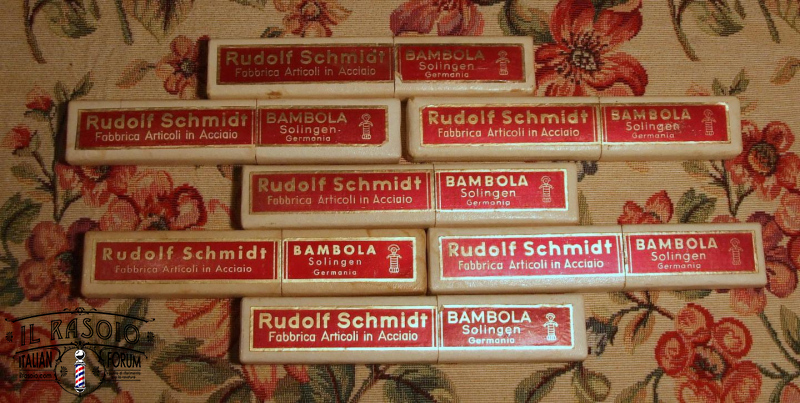 Rudolf Schmidt
Fabbrica Articoli in Acciaio
BAMBOLA
Solingen
Germania
Rudolf Schmidt
Fabbrica Articoli in Acciaio
BAMBOLA
Solingen-
Germania
Rudolf Schmidt
Fabbrica Articoli in Acciaio
BAMBOLA
Solingen-
Germania
Rudolf Schmidt
Fabbrica Articoli in Acciaio
BAMBOLA
Solingen
Germania
Rudolf Schmidt
Fabbrica Articoli in Acciaio
BAMBOLA
Solingen
Germania
Rudolf Schmidt
Fabbrica Articoli in Acciaio
BAMBOLA
Solingen
Germania
Rudolf Schmidt
Fabbrica Articoli in Acciaio
BAMBOLA
Solingen-
Germania
IL RASOIO
ITALIAN FORUM